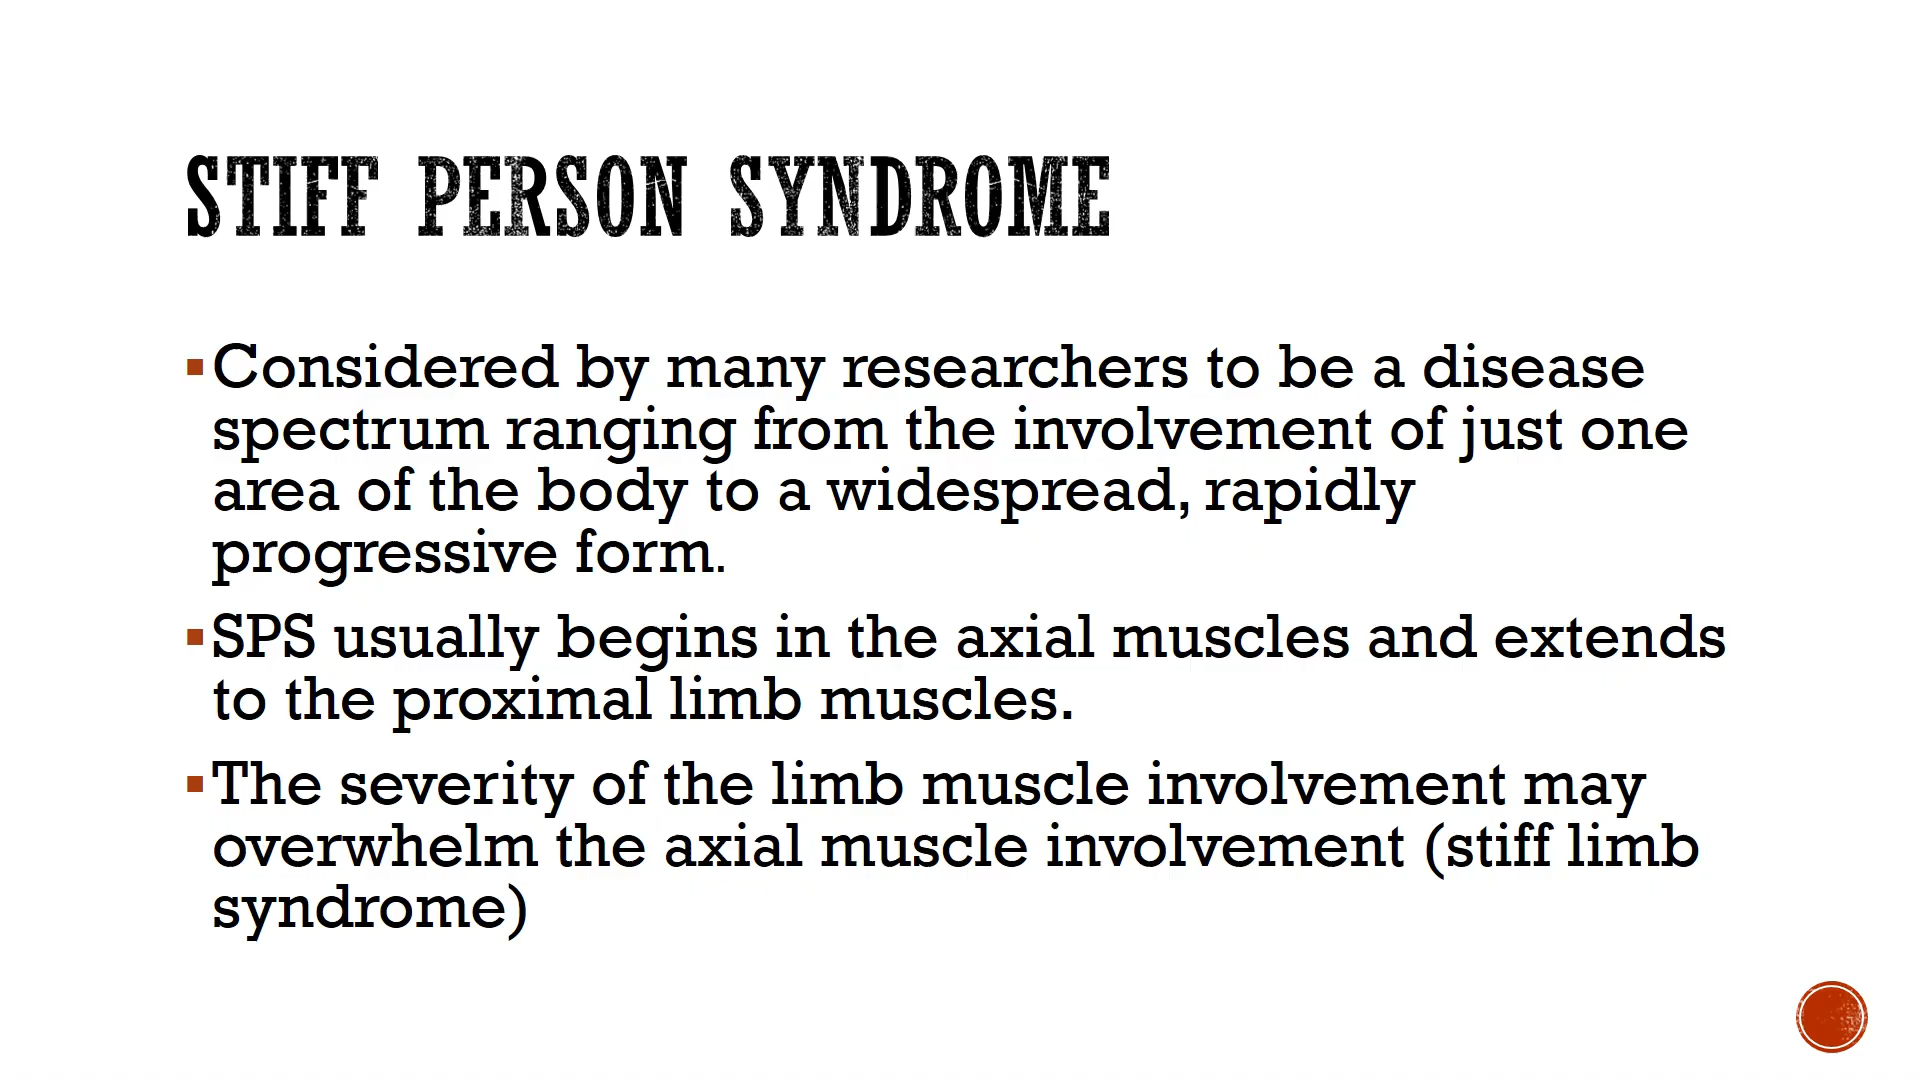 STIFF PERSON SYNDROME
▪Considered by many researchers to be a disease
spectrum ranging from the involvement of just one
area of the body to a widespread, rapidly
progressive form.
▪SPS usually begins in the axial muscles and extends
to the proximal limb muscles.
▪The severity of the limb muscle involvement may
overwhelm the axial muscle involvement (stiff limb
syndrome)